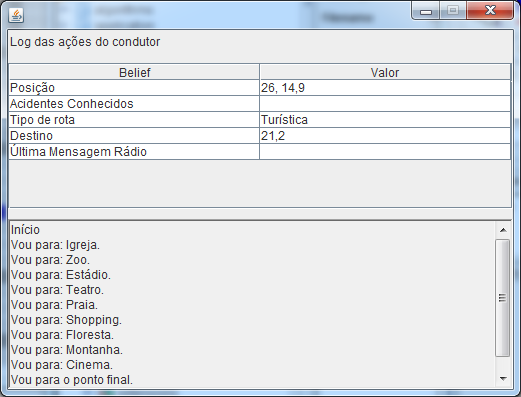 Log das ações do condutor
Belief Valor
Posição 26, 14,9
Acidentes Conhecidos
Tipo de rota Turística
Destino 21,2
Última Mensagem Rádio
Início
Vou para: Igreja.
Vou para: Zoo.
Vou para: Estádio.
Vou para: Teatro.
Vou para: Praia.
Vou para: Shopping.
Vou para: Floresta.
Vou para: Montanha.
Vou para: Cinema.
Vou para o ponto final.